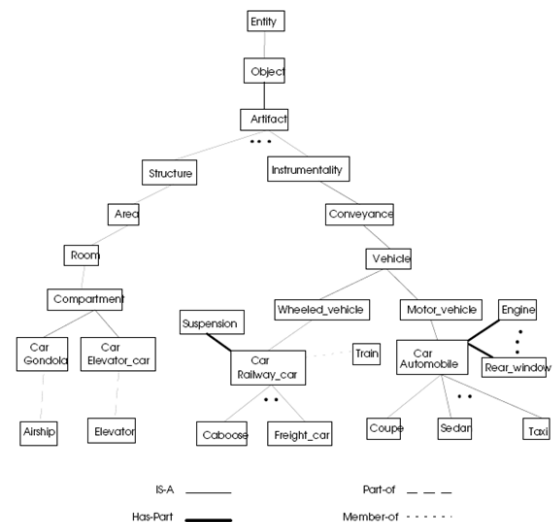 Entity
Object
Artifact
Structure
Instrumentality
Area
Conveyance
Room
Vehicle
Compartment
Wheeled_vehicle
Motor_vehicle
Engine
Suspension
Car
Gondola
Car
Elevator_car
Car
Railway_car
Train
Car
Automobile
Rear_window
Airship
Elevator
Caboose
Freight_car
Coupe
Sedan
Taxi
IS-A
Part-of
Has-Part
Member-of